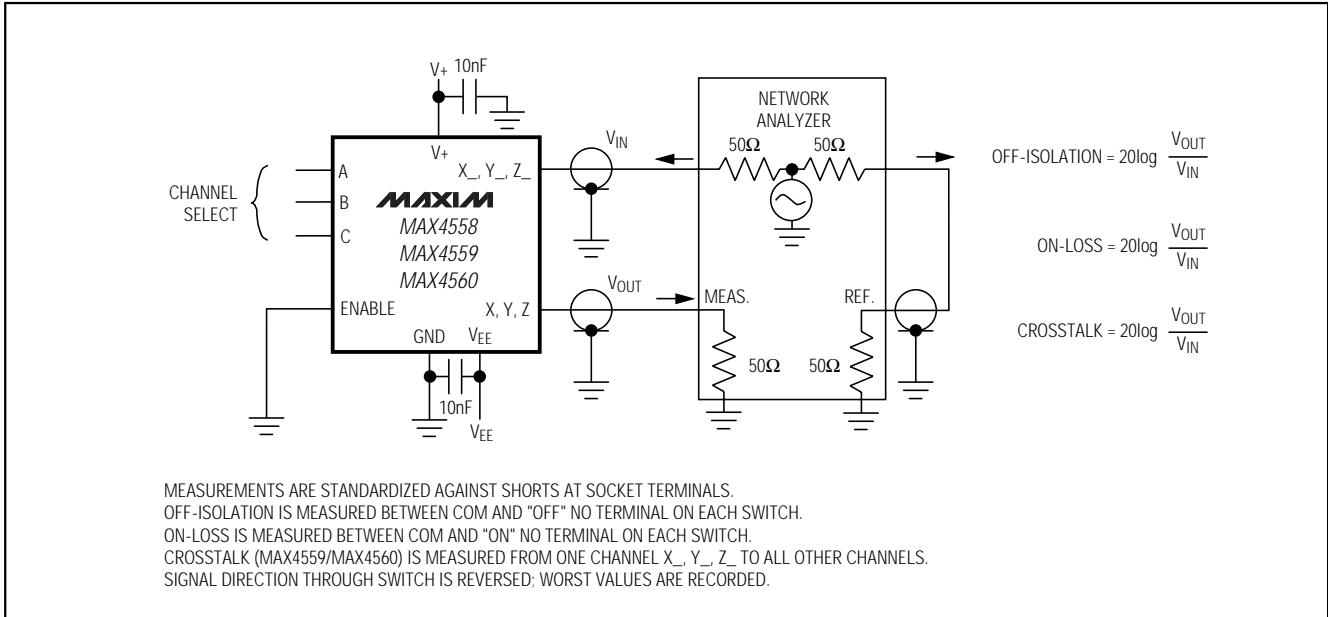 V+ 10nF
V+
CHANNEL
SELECT
A
B
C
ENABLE
X_, Y_, Z_
MAXIM
MAX4558
MAX4559
MAX4560
X, Y, Z
GND VEE
10nF
VEE
VIN
VOUT
NETWORK
ANALYZER
50Ω 50Ω
MEAS. REF.
50Ω 50Ω
OFF-ISOLATION = 20log VOUT
VIN
ON-LOSS = 20log VOUT
VIN
CROSSTALK = 20log VOUT
VIN
MEASUREMENTS ARE STANDARDIZED AGAINST SHORTS AT SOCKET TERMINALS.
OFF-ISOLATION IS MEASURED BETWEEN COM AND "OFF" NO TERMINAL ON EACH SWITCH.
ON-LOSS IS MEASURED BETWEEN COM AND "ON" NO TERMINAL ON EACH SWITCH.
CROSSTALK (MAX4559/MAX4560) IS MEASURED FROM ONE CHANNEL X_, Y_, Z_ TO ALL OTHER CHANNELS.
SIGNAL DIRECTION THROUGH SWITCH IS REVERSED; WORST VALUES ARE RECORDED.